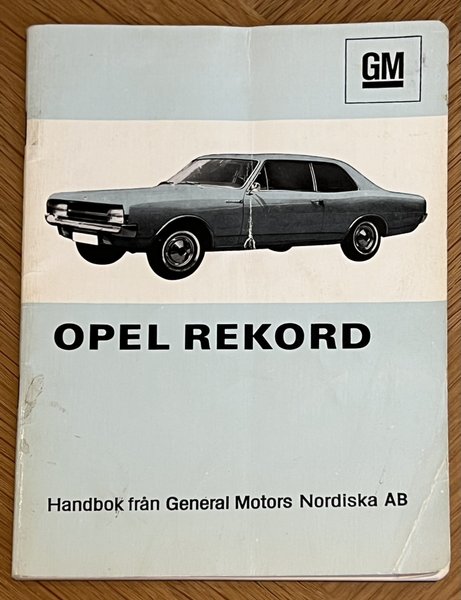 GM
OPEL REKORD
Handbok från General Motors Nordiska AB